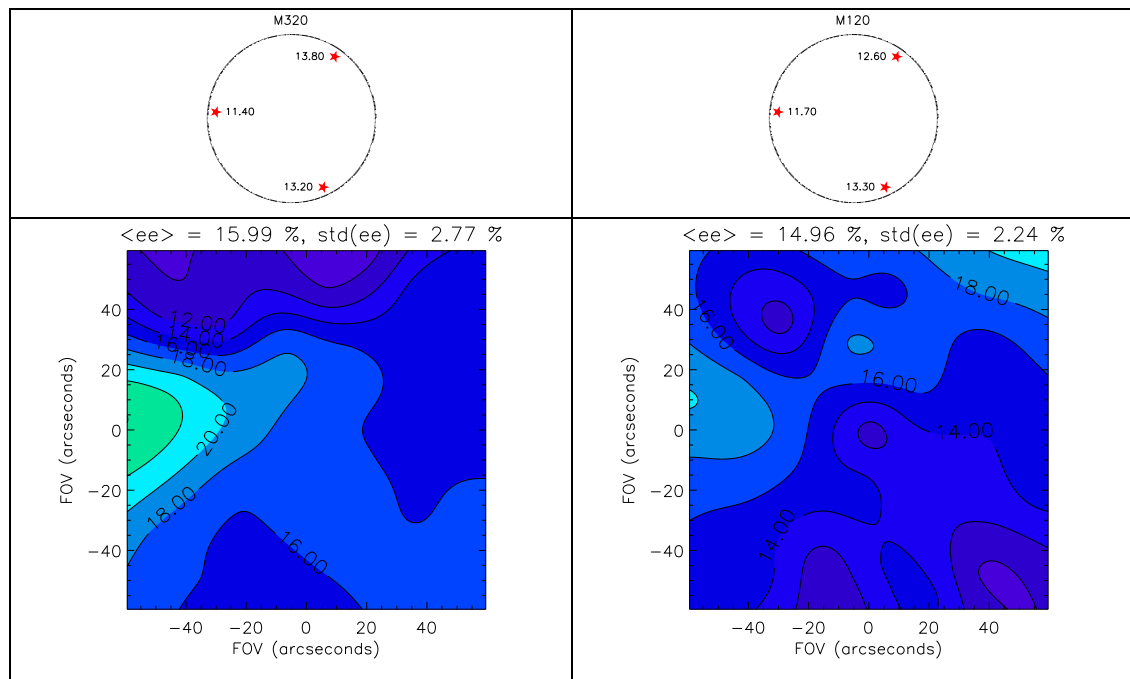 M320
13.80
11.40
13.20
M120
12.60
11.70
13.30
<ee> = 15.99 %, std(ee) = 2.77 %
12.00
14.00
16.00
18.00
20.00
18.00
16.00
40
20
0
−20
−40
FOV (arcseconds)
−40 −20 0 20 40
FOV (arcseconds)
<ee> = 14.96 %, std(ee) = 2.24 %
18.00
16.00
16.00
14.00
14.00
40
20
0
−20
−40
FOV (arcseconds)
−40 −20 0 20 40
FOV (arcseconds)